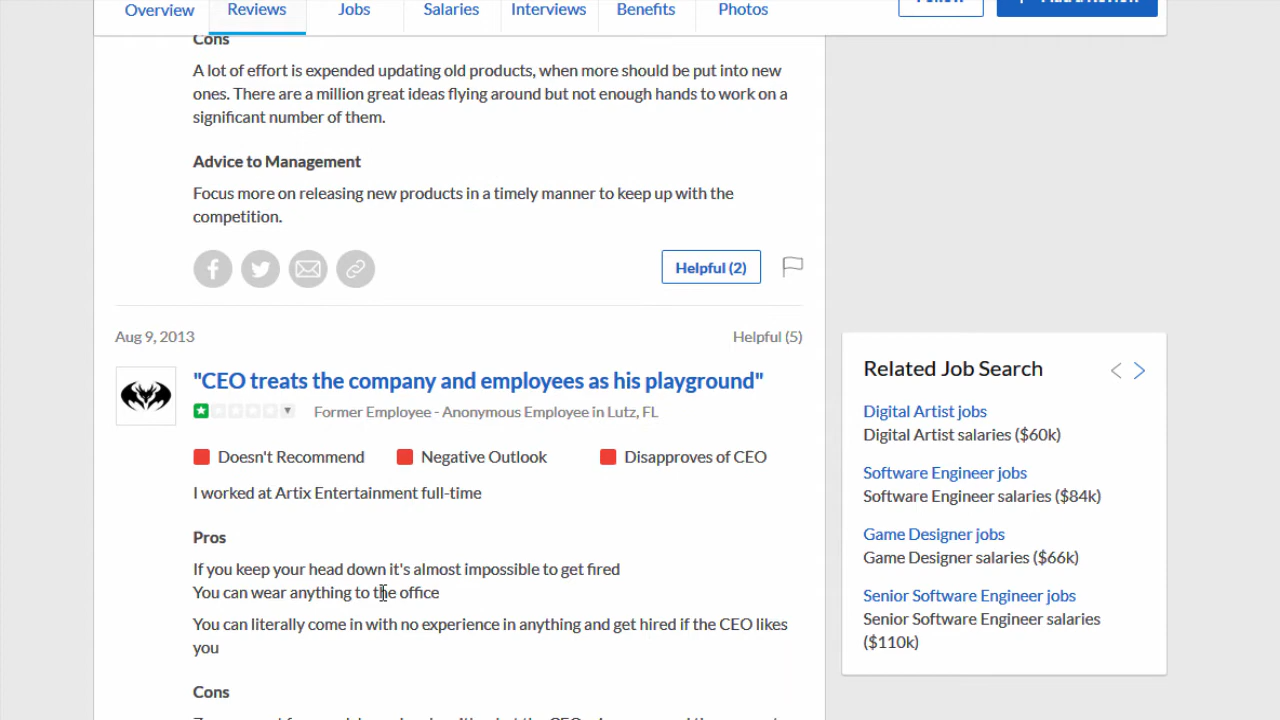 Overview
Reviews
Jobs
Salaries
Interviews
Benefits
Photos
Cons
A lot of effort is expended updating old products, when more should be put into new
ones. There are a million great ideas flying around but not enough hands to work on a
significant number of them.
Advice to Management
Focus more on releasing new products in a timely manner to keep up with the
competition.
Helpful (2)
Aug 9, 2013
Helpful (5)
"CEO treats the company and employees as his playground"
Former Employee - Anonymous Employee in Lutz, FL
Doesn't Recommend
Negative Outlook
Disapproves of CEO
I worked at Artix Entertainment full-time
Pros
If you keep your head down it's almost impossible to get fired
You can wear anything to the office
You can literally come in with no experience in anything and get hired if the CEO likes
you
Cons
Related Job Search
Digital Artist jobs
Digital Artist salaries ($60k)
Software Engineer jobs
Software Engineer salaries ($84k)
Game Designer jobs
Game Designer salaries ($66k)
Senior Software Engineer jobs
Senior Software Engineer salaries
($110k)